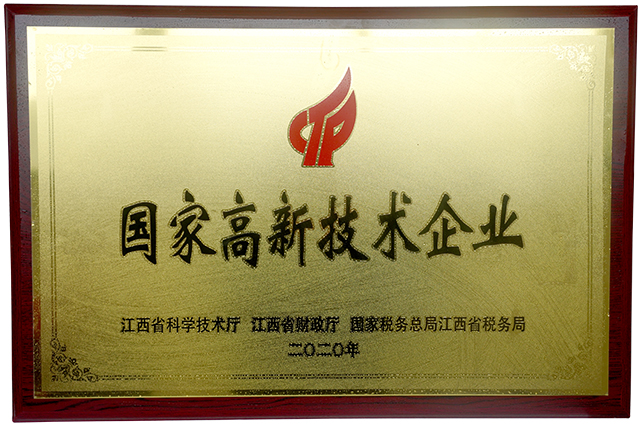 CTP
国家高新技术企业
江西省科学技术厅 江西省财政厅 国家税务总局江西省税务局
二〇二〇年